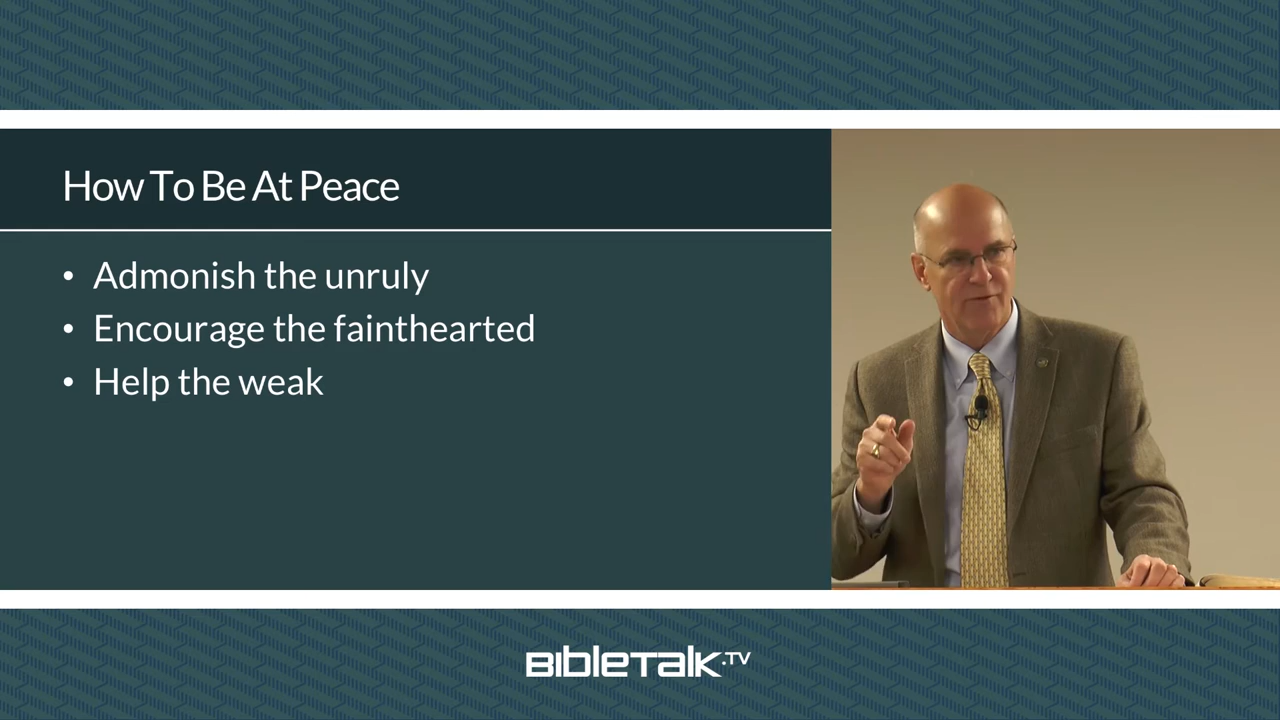 How To Be At Peace
• Admonish the unruly
• Encourage the fainthearted
• Help the weak
BibleTalk.TV